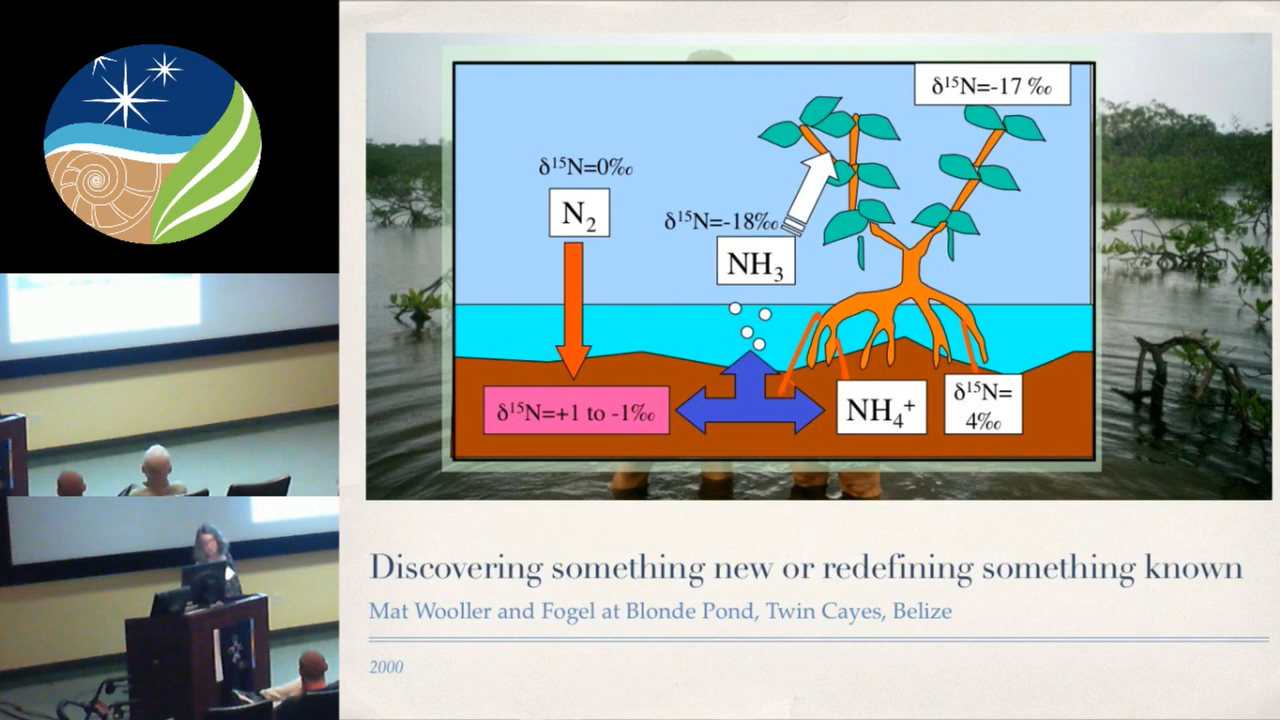 δ¹⁵N=-17 ‰
δ¹⁵N=0‰
N₂
δ¹⁵N=-18‰
NH₃
δ¹⁵N=+1 to -1‰
NH₄⁺
δ¹⁵N=
4‰
Discovering something new or redefining something known
Mat Wooller and Fogel at Blonde Pond, Twin Cayes, Belize
2000